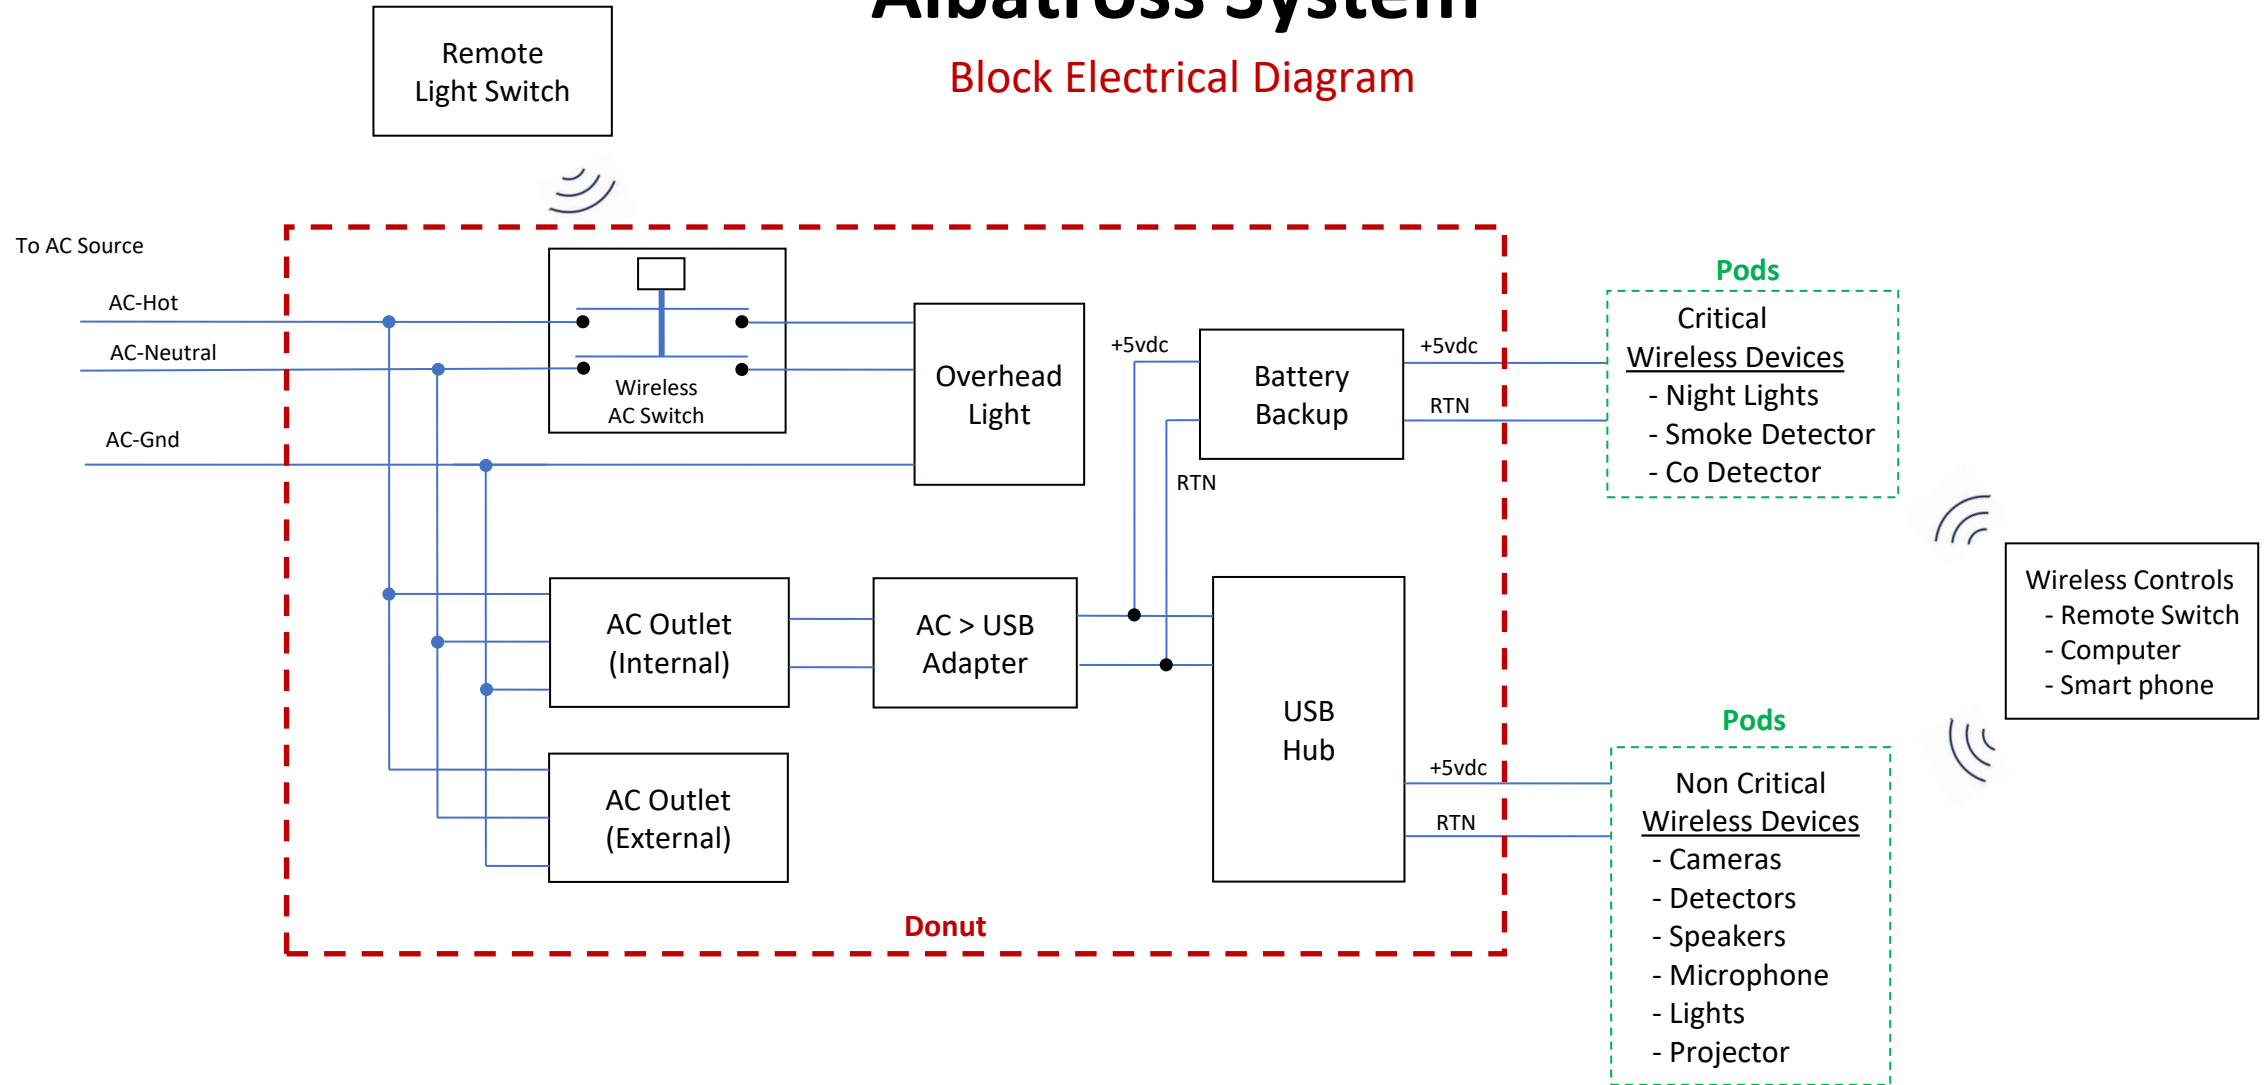 Albatross System
Block Electrical Diagram
Remote
Light Switch
To AC Source
AC-Hot
AC-Neutral
AC-Gnd
Wireless
AC Switch
Overhead
Light
+5vdc
RTN
Battery
Backup
+5vdc
RTN
Pods
Critical
Wireless Devices
- Night Lights
- Smoke Detector
- Co Detector
AC Outlet
(Internal)
AC > USB
Adapter
USB
Hub
AC Outlet
(External)
+5vdc
RTN
Donut
Wireless Controls
- Remote Switch
- Computer
- Smart phone
Pods
Non Critical
Wireless Devices
- Cameras
- Detectors
- Speakers
- Microphone
- Lights
- Projector